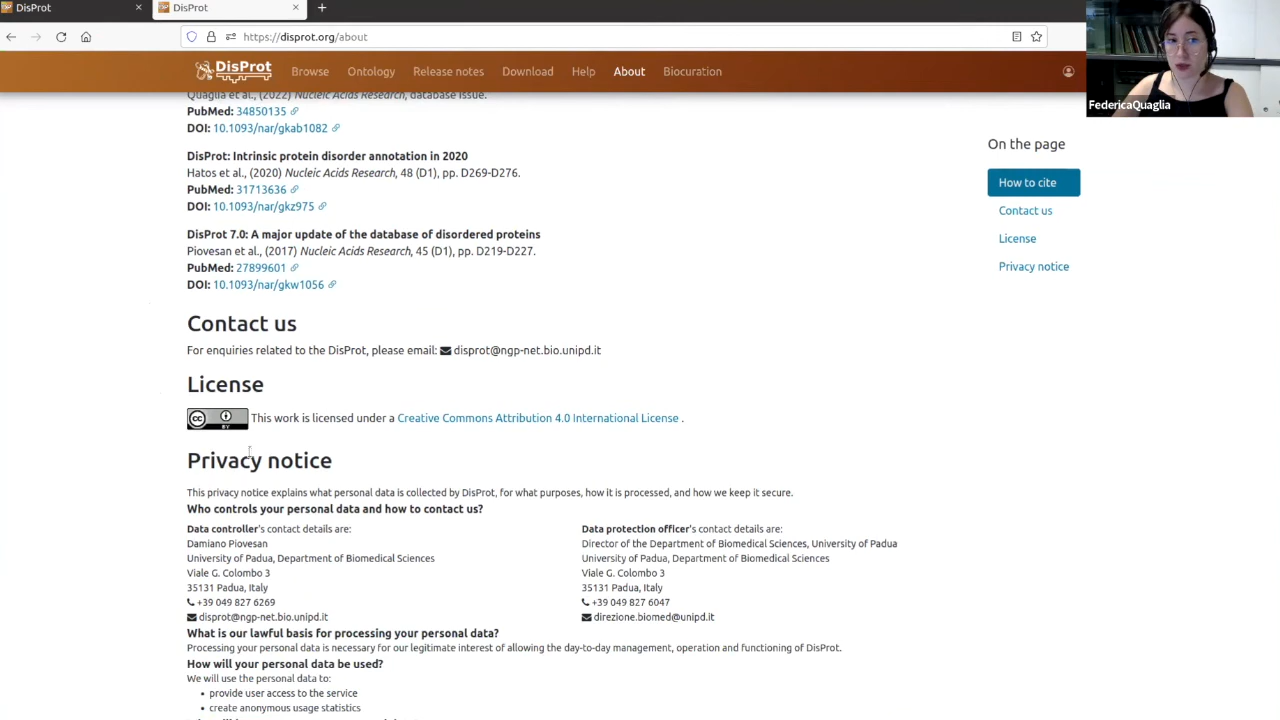 DisProt
DisProt
https://disprot.org/about
DisProt Browse Ontology Release notes Download Help About Biocuration
FedericaQuaglia
Quaglia et al., (2022) Nucleic Acids Research, database issue.
PubMed: 34850135
DOI: 10.1093/nar/gkab1082
DisProt: Intrinsic protein disorder annotation in 2020
Hatos et al., (2020) Nucleic Acids Research, 48 (D1), pp. D269-D276.
PubMed: 31713636
DOI: 10.1093/nar/gkz975
DisProt 7.0: A major update of the database of disordered proteins
Piovesan et al., (2017) Nucleic Acids Research, 45 (D1), pp. D219-D227.
PubMed: 27899601
DOI: 10.1093/nar/gkw1056
On the page
How to cite
Contact us
License
Privacy notice
Contact us
For enquiries related to the DisProt, please email: disprot@ngp-net.bio.unipd.it
License
CC BY This work is licensed under a Creative Commons Attribution 4.0 International License .
Privacy notice
This privacy notice explains what personal data is collected by DisProt, for what purposes, how it is processed, and how we keep it secure.
Who controls your personal data and how to contact us?
Data controller's contact details are:
Damiano Piovesan
University of Padua, Department of Biomedical Sciences
Viale G. Colombo 3
35131 Padua, Italy
+39 049 827 6269
disprot@ngp-net.bio.unipd.it
Data protection officer's contact details are:
Director of the Department of Biomedical Sciences, University of Padua
University of Padua, Department of Biomedical Sciences
Viale G. Colombo 3
35131 Padua, Italy
+39 049 827 6047
direzione.biomed@unipd.it
What is our lawful basis for processing your personal data?
Processing your personal data is necessary for our legitimate interest of allowing the day-to-day management, operation and functioning of DisProt.
How will your personal data be used?
We will use the personal data to:
• provide user access to the service
• create anonymous usage statistics